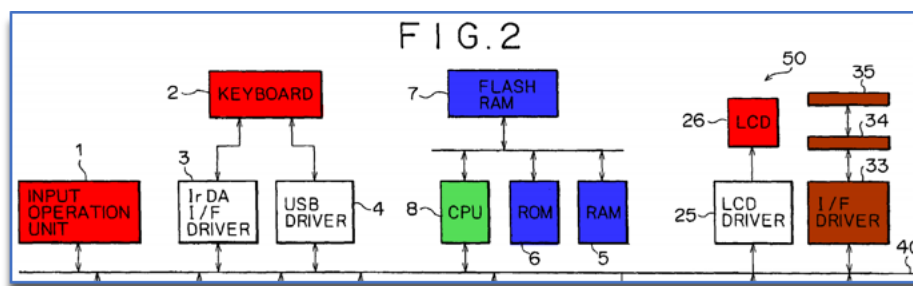 FIG.2
50
35
7
FLASH
RAM
2
KEYBOARD
26
LCD
34
1
3
33
INPUT
OPERATION
UNIT
IrDA
I/F
DRIVER
USB
DRIVER
4
8
CPU
ROM
RAM
25
LCD
DRIVER
I/F
DRIVER
6
5
40